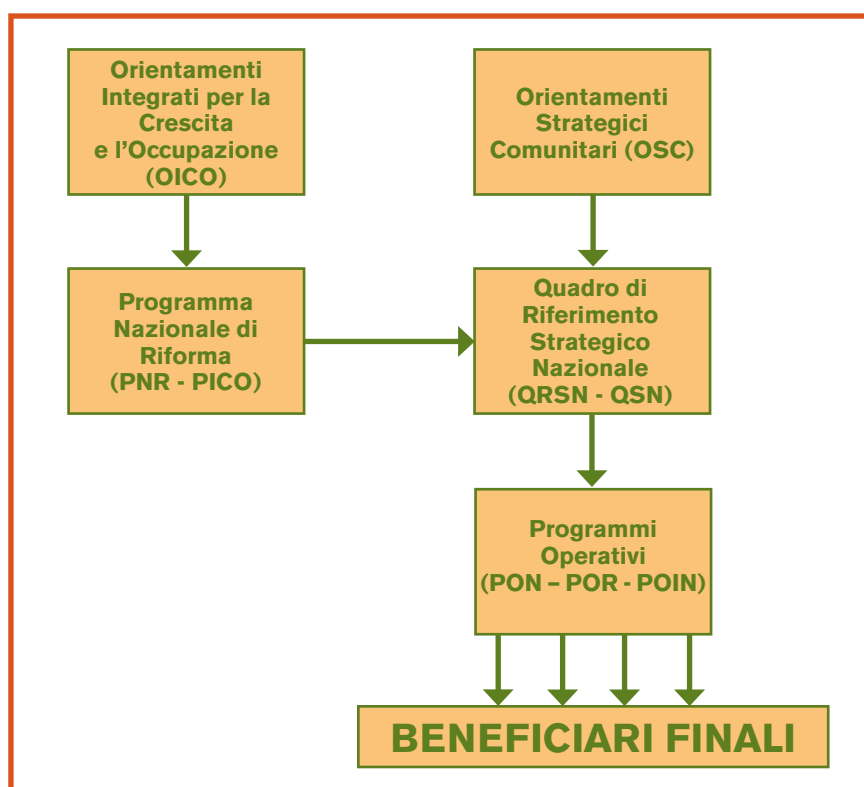 Orientamenti
Integrati per la
Crescita
e l'Occupazione
(OICO)
Orientamenti
Strategici
Comunitari (OSC)
Programma
Nazionale di
Riforma
(PNR - PICO)
Quadro di
Riferimento
Strategico
Nazionale
(QRSN - QSN)
Programmi
Operativi
(PON – POR - POIN)
BENEFICIARI FINALI